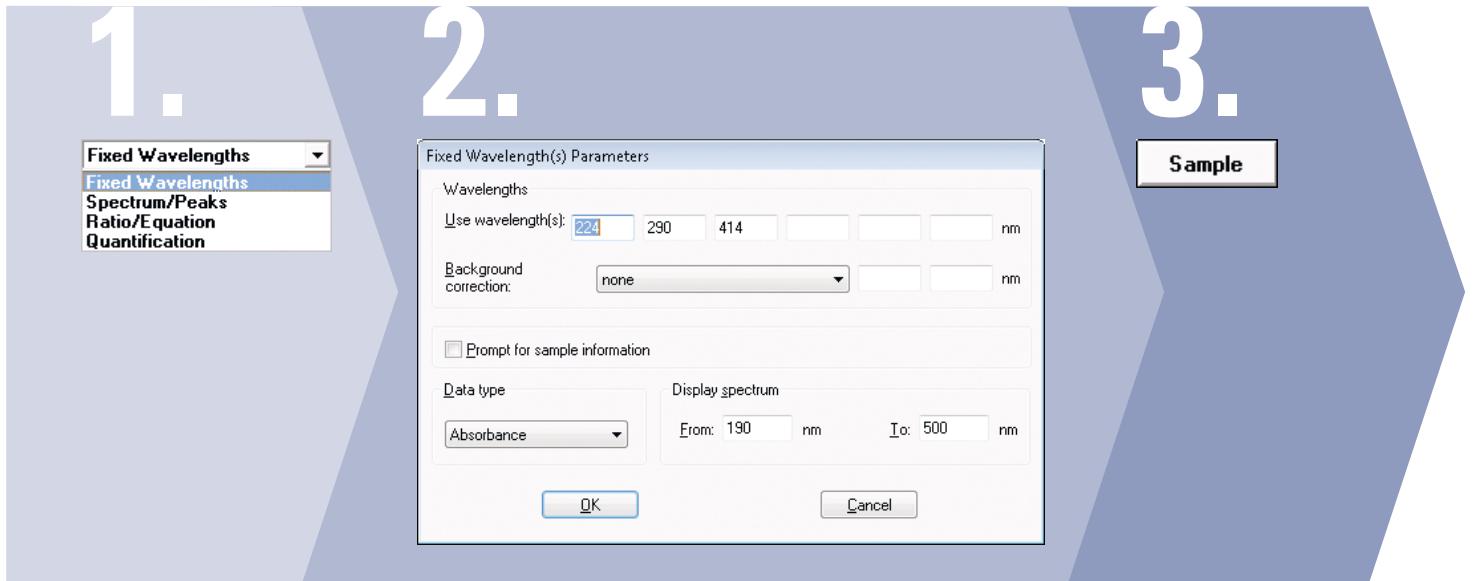 1.
Fixed Wavelengths
Fixed Wavelengths
Spectrum/Peaks
Ratio/Equation
Quantification
2.
Fixed Wavelength(s) Parameters
Wavelengths
Use wavelength(s): 224 290 414 nm
Background
correction: none nm
Prompt for sample information
Data type
Absorbance
Display spectrum
From: 190 nm To: 500 nm
OK Cancel
3.
Sample